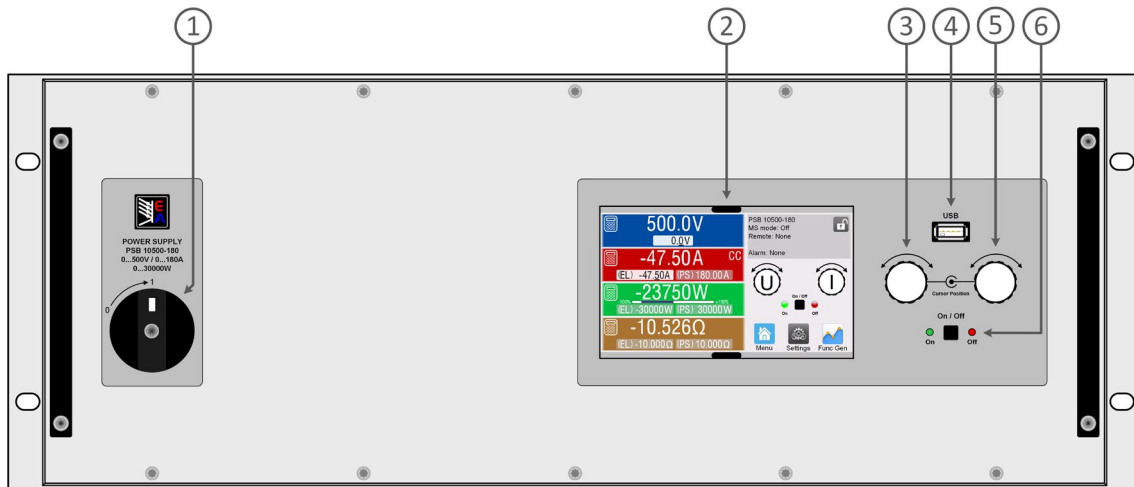 1
2
3
4
5
6
EA
POWER SUPPLY
PSB 10500-180
0...500V / 0...180A
0...30000W
0
1
500.0V
0.0V
-47.50A
CC
(EL) -47.50A
(PS) 180.00A
-23750W
-100%
+100%
(EL) -30000W
(PS) 30000W
-10.526Ω
(EL) -10.000Ω
(PS) 10.000Ω
PSB 10500-180
MS mode: Off
Remote: None
Alarm: None
U
I
On / Off
On
Off
Menu
Settings
Func Gen
USB
Cursor Position
On / Off
On
Off